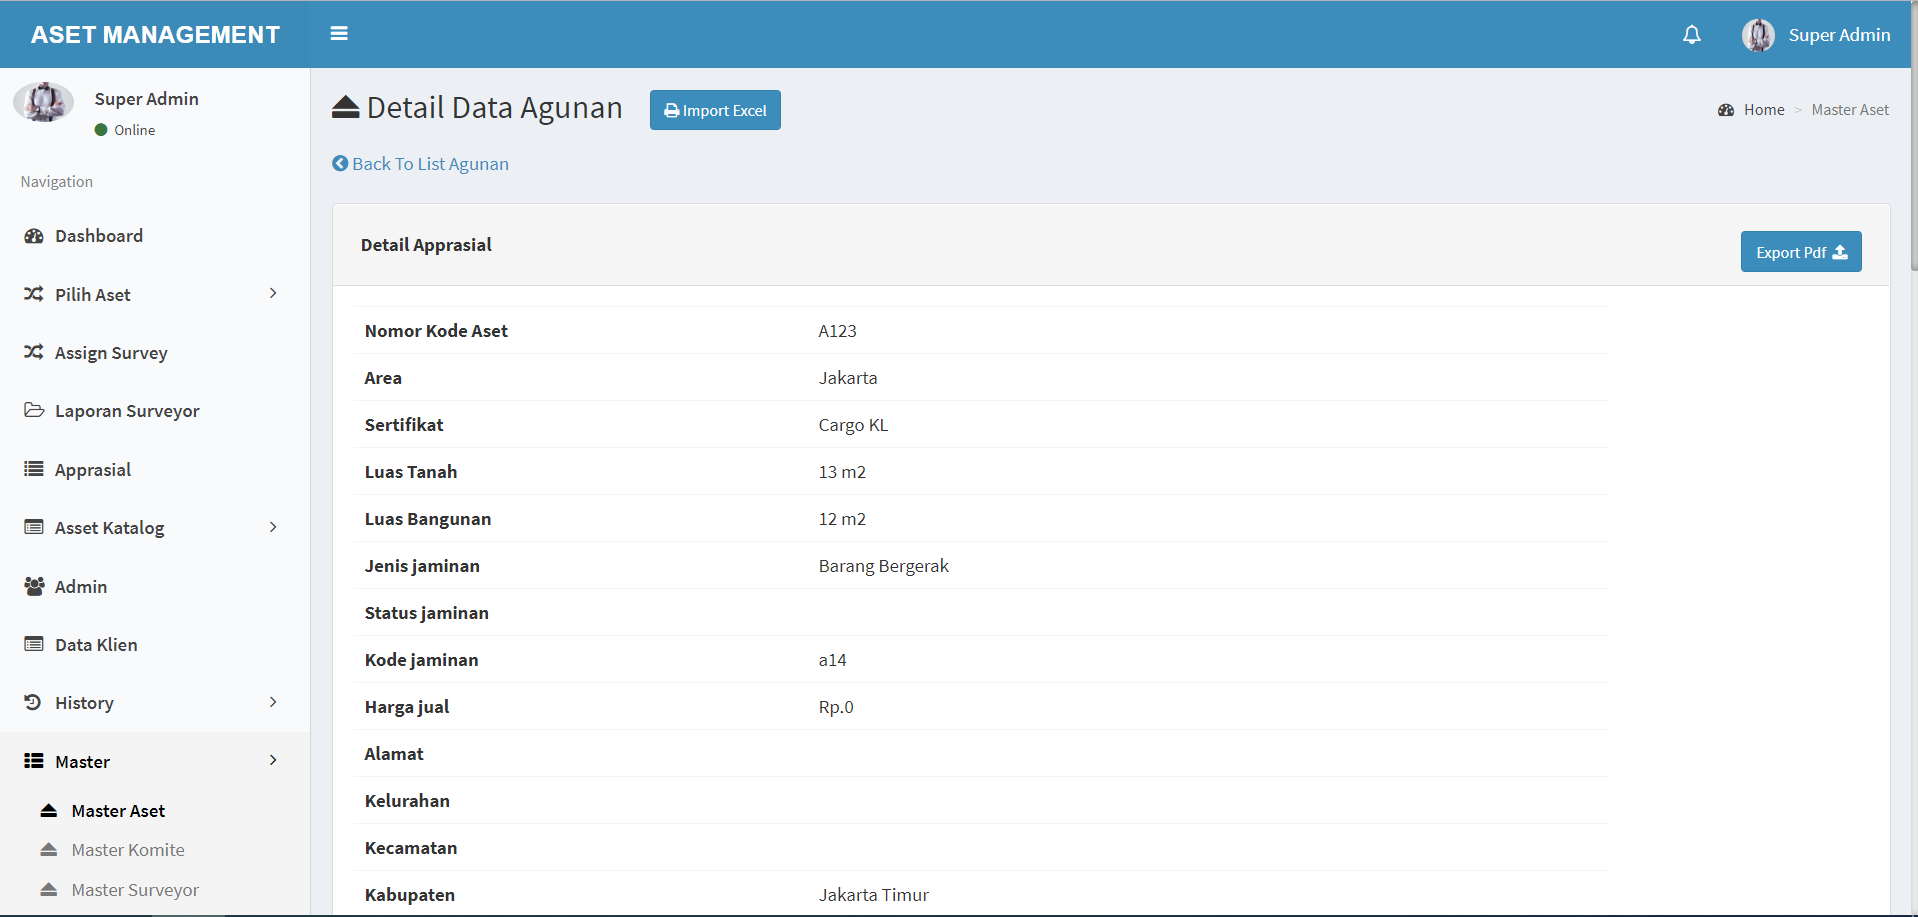 ASET MANAGEMENT
Super Admin
Super Admin
Online
Navigation
Dashboard
Pilih Aset
Assign Survey
Laporan Surveyor
Apprasial
Asset Katalog
Admin
Data Klien
History
Master
Master Aset
Master Komite
Master Surveyor
Detail Data Agunan
Import Excel
Home > Master Aset
Back To List Agunan
Detail Apprasial
Export Pdf
Nomor Kode Aset A123
Area Jakarta
Sertifikat Cargo KL
Luas Tanah 13 m2
Luas Bangunan 12 m2
Jenis jaminan Barang Bergerak
Status jaminan
Kode jaminan a14
Harga jual Rp.0
Alamat
Kelurahan
Kecamatan
Kabupaten Jakarta Timur